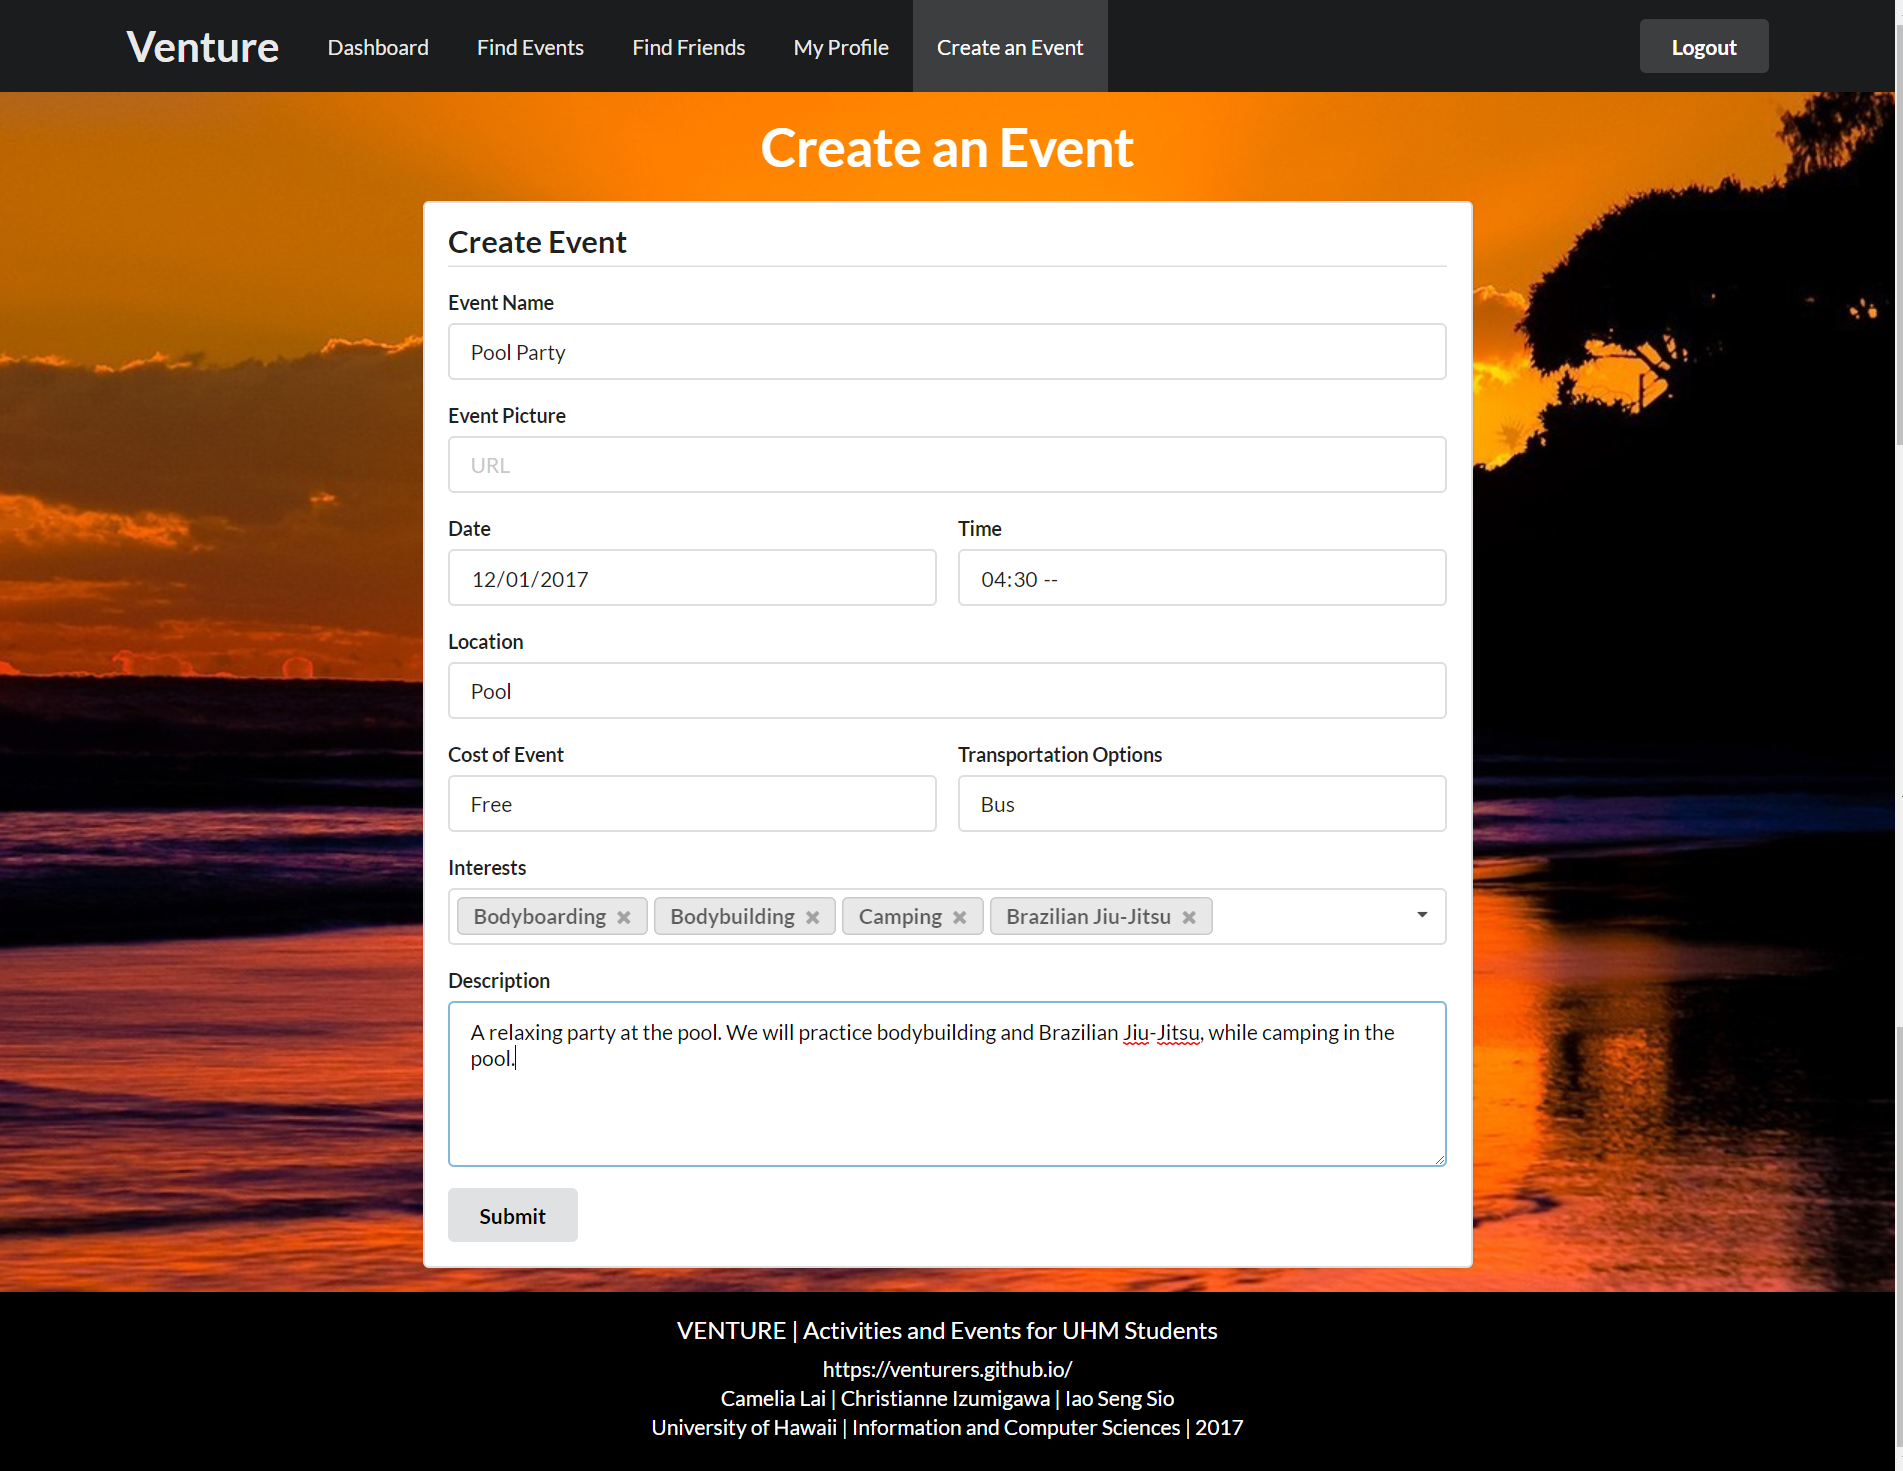 Venture Dashboard Find Events Find Friends My Profile Create an Event Logout
Create an Event
Create Event
Event Name
Pool Party
Event Picture
URL
Date Time
12/01/2017 04:30 --
Location
Pool
Cost of Event Transportation Options
Free Bus
Interests
Bodyboarding Bodybuilding Camping Brazilian Jiu-Jitsu
Description
A relaxing party at the pool. We will practice bodybuilding and Brazilian Jiu-Jitsu, while camping in the
pool.
Submit
VENTURE | Activities and Events for UHM Students
https://venturers.github.io/
Camelia Lai | Christianne Izumigawa | Iao Seng Sio
University of Hawaii | Information and Computer Sciences | 2017